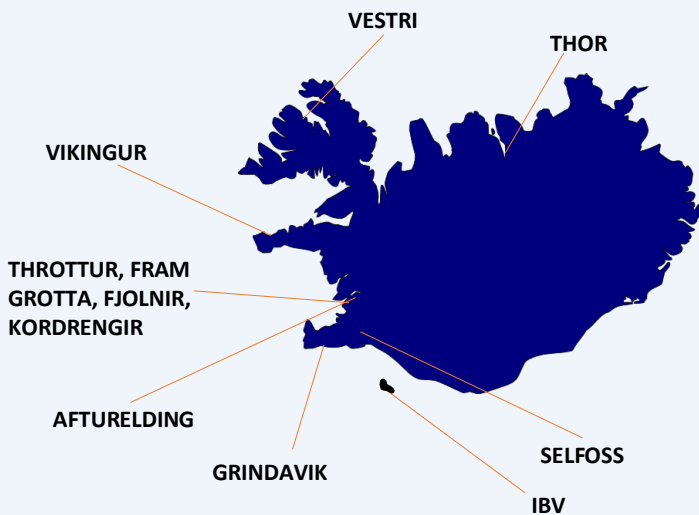 VESTRI
THOR
VIKINGUR
THROTTUR, FRAM
GROTTA, FJOLNIR,
KORDRENGIR
AFTURELDING
GRINDAVIK
SELFOSS
IBV